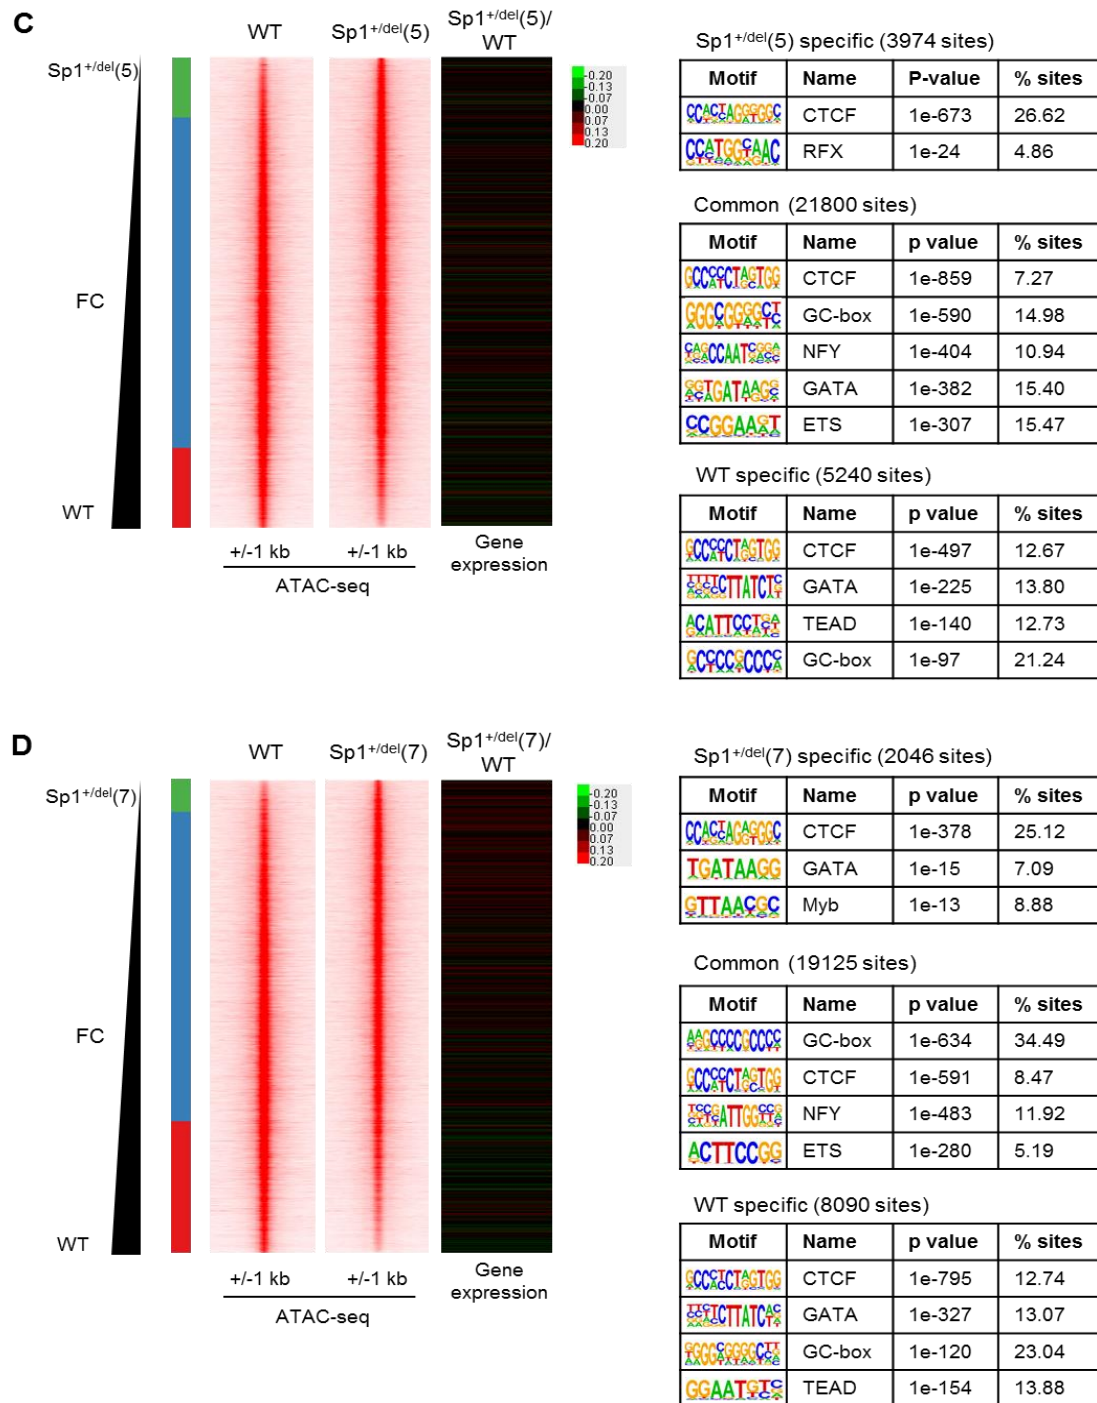 C
WT
Sp1+/del(5)
Sp1+/del(5)/
WT
Sp1+/del(5)
FC
WT
-0.20
-0.13
-0.07
0.00
0.07
0.13
0.20
+/-1 kb
+/-1 kb
ATAC-seq
Gene
expression
Sp1+/del(5) specific (3974 sites)
Motif Name P-value % sites
CTCF 1e-673 26.62
RFX 1e-24 4.86
Common (21800 sites)
Motif Name p value % sites
CTCF 1e-859 7.27
GC-box 1e-590 14.98
NFY 1e-404 10.94
GATA 1e-382 15.40
ETS 1e-307 15.47
WT specific (5240 sites)
Motif Name p value % sites
CTCF 1e-497 12.67
GATA 1e-225 13.80
TEAD 1e-140 12.73
GC-box 1e-97 21.24
D
WT
Sp1+/del(7)
Sp1+/del(7)/
WT
Sp1+/del(7)
FC
WT
-0.20
-0.13
-0.07
0.00
0.07
0.13
0.20
+/-1 kb
+/-1 kb
ATAC-seq
Gene
expression
Sp1+/del(7) specific (2046 sites)
Motif Name P-value % sites
CTCF 1e-378 25.12
TGATAAGG GATA 1e-15 7.09
GTTAACGC Myb 1e-13 8.88
Common (19125 sites)
Motif Name p value % sites
GC-box 1e-634 34.49
CTCF 1e-591 8.47
NFY 1e-483 11.92
ACTTCCGG ETS 1e-280 5.19
WT specific (8090 sites)
Motif Name p value % sites
CTCF 1e-795 12.74
GATA 1e-327 13.07
GC-box 1e-120 23.04
TEAD 1e-154 13.88